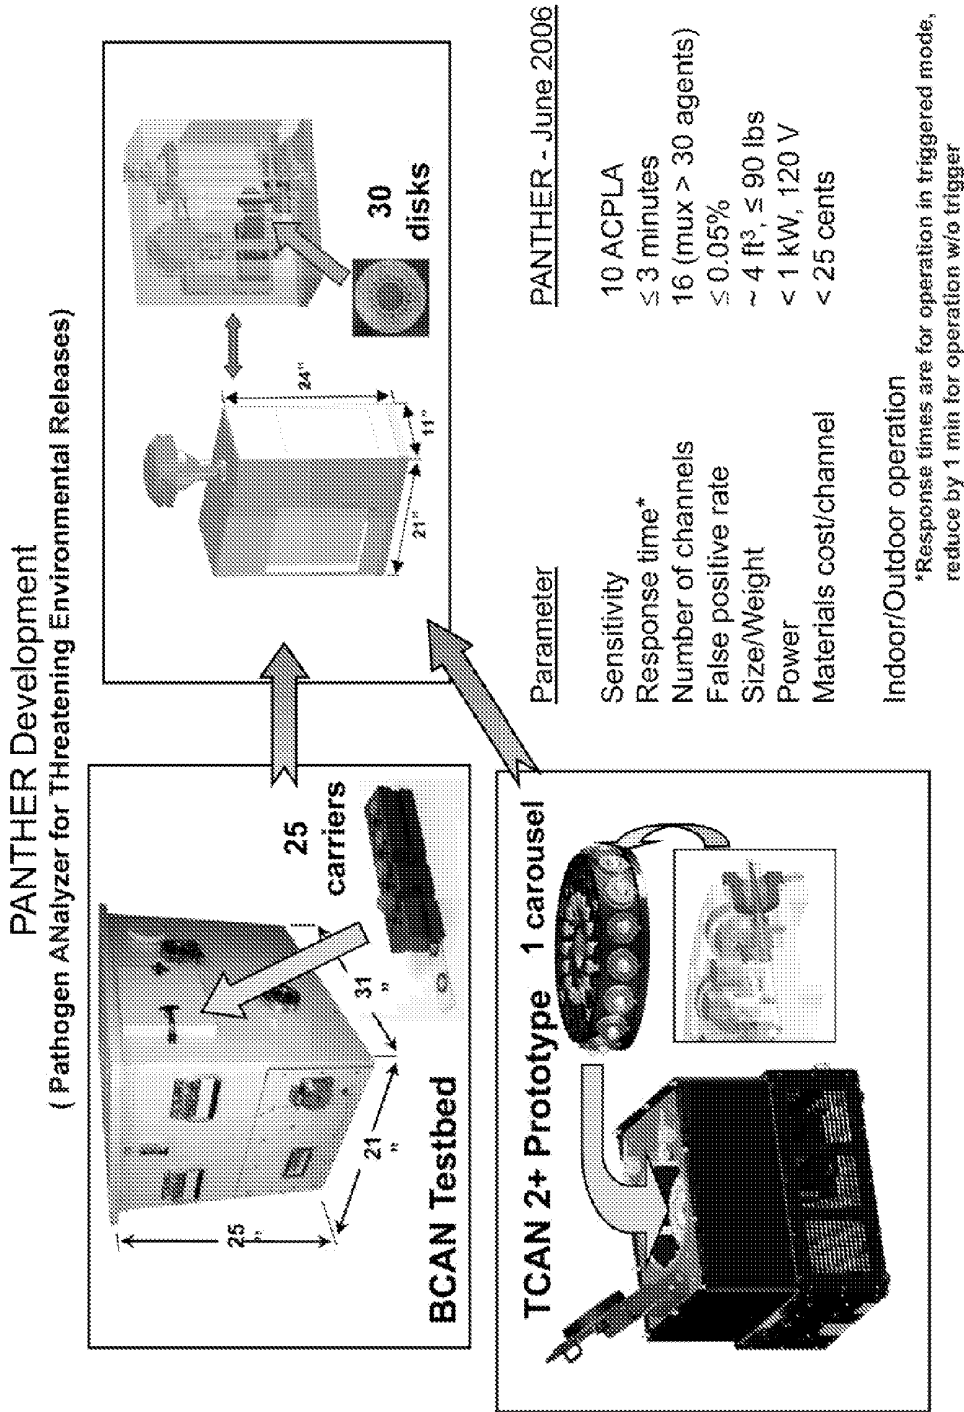 PANTHER Development
( Pathogen ANalyzer for THreatening Environmental Releases)
25"
21
"
31
"
25
carriers
BCAN Testbed
24"
21"
11"
30
disks
TCAN 2+ Prototype
1 carousel
Parameter PANTHER - June 2006
Sensitivity 10 ACPLA
Response time* ≤ 3 minutes
Number of channels 16 (mux > 30 agents)
False positive rate ≤ 0.05%
Size/Weight ~ 4 ft³, ≤ 90 lbs
Power < 1 kW, 120 V
Materials cost/channel < 25 cents
Indoor/Outdoor operation
*Response times are for operation in triggered mode,
reduce by 1 min for operation w/o trigger